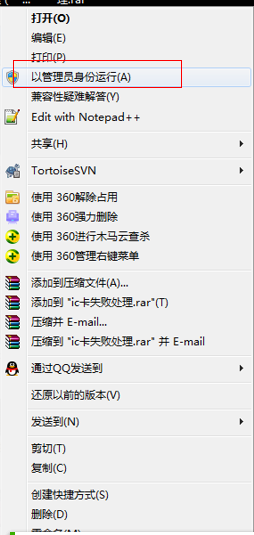 理.rar
打开(O)
编辑(E)
打印(P)
以管理员身份运行(A)
兼容性疑难解答(Y)
Edit with Notepad++
共享(H)
TortoiseSVN
使用 360解除占用
使用 360强力删除
使用 360进行木马云查杀
使用 360管理右键菜单
添加到压缩文件(A)...
添加到 "ic卡失败处理.rar"(T)
压缩并 E-mail...
压缩到 "ic卡失败处理.rar" 并 E-mail
通过QQ发送到
还原以前的版本(V)
发送到(N)
剪切(T)
复制(C)
创建快捷方式(S)
删除(D)
重命名(M)